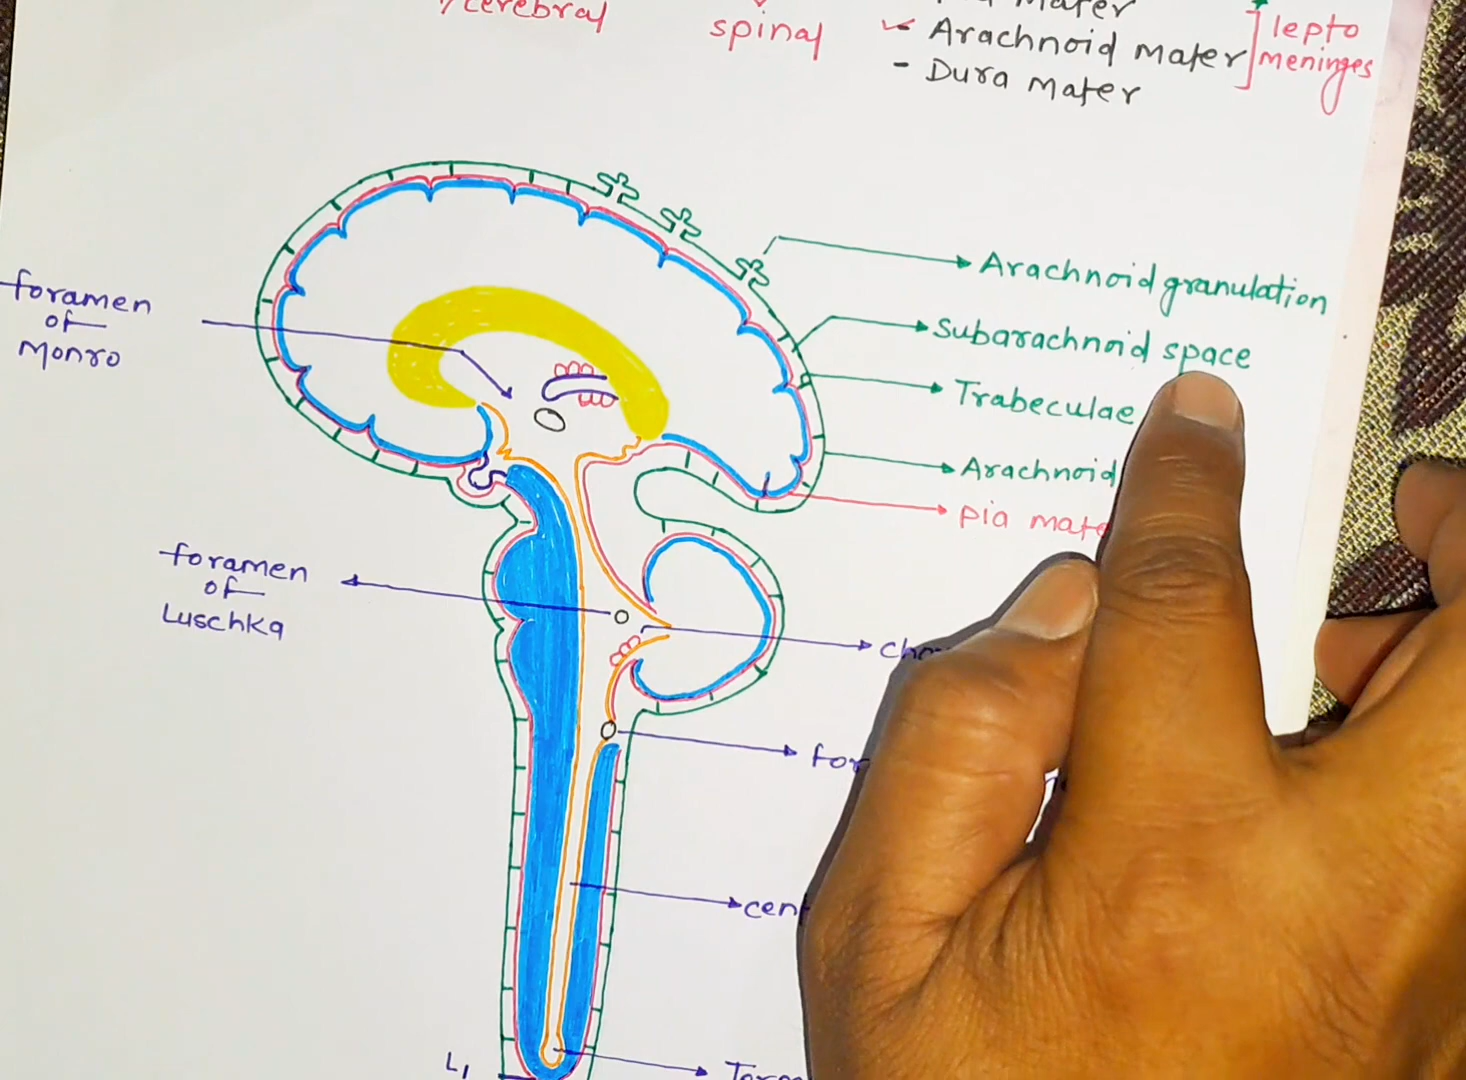 cerebral
spinal
Mater
Arachnoid mater
- Dura mater
lepto
meninges
Arachnoid granulation
Subarachnoid space
Trabeculae
Arachnoid
pia
foramen
of
Monro
foramen
of
Luschka
L1